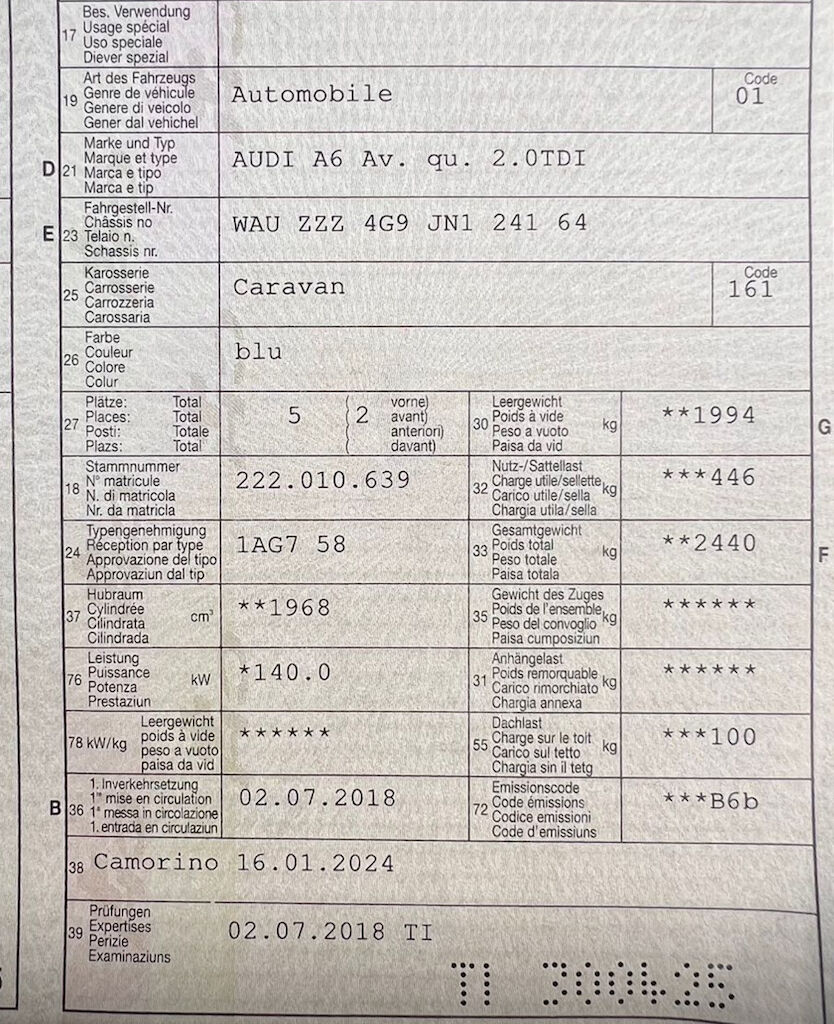 17 Bes. Verwendung
Usage spécial
Uso speciale
Diever spezial
19 Art des Fahrzeugs
Genre de véhicule
Genere di veicolo
Gener dal vehichel
Automobile
Code
01
D 21 Marke und Typ
Marque et type
Marca e tipo
Marca e tip
AUDI A6 Av. qu. 2.0TDI
E 23 Fahrgestell-Nr.
Châssis no
Telaio n.
Schassis nr.
WAU ZZZ 4G9 JN1 241 64
25 Karosserie
Carrosserie
Carrozzeria
Carossaria
Caravan
Code
161
26 Farbe
Couleur
Colore
Colur
blu
27 Plätze: Total
Places: Total
Posti: Totale
Plazs: Total
5 ( 2 vorne)
( avant)
( anteriori)
( davant)
30 Leergewicht
Poids à vide
Peso a vuoto
Paisa da vid
kg
**1994
G
18 Stammnummer
N° matricule
N. di matricola
Nr. da matricla
222.010.639
32 Nutz-/Sattellast
Charge utile/sellette
Carico utile/sella
Chargia utila/sella
kg
***446
24 Typengenehmigung
Réception par type
Approvazione del tipo
Approvaziun dal tip
1AG7 58
33 Gesamtgewicht
Poids total
Peso totale
Paisa totala
kg
**2440
F
37 Hubraum
Cylindrée
Cilindrata
Cilindrada
cm³
**1968
35 Gewicht des Zuges
Poids de l'ensemble
Peso del convoglio
Paisa cumposiziun
kg
******
76 Leistung
Puissance
Potenza
Prestaziun
kW
*140.0
31 Anhängelast
Poids remorquable
Carico rimorchiato
Chargia annexa
kg
******
78 kW/kg
Leergewicht
poids à vide
peso a vuoto
paisa da vid
******
55 Dachlast
Charge sur le toit
Carico sul tetto
Chargia sin il tetg
kg
***100
B 36 1. Inverkehrsetzung
1re mise en circulation
1a messa in circolazione
1. entrada en circulaziun
02.07.2018
72 Emissionscode
Code émissions
Codice emissioni
Code d'emissiuns
***B6b
38 Camorino 16.01.2024
39 Prüfungen
Expertises
Perizie
Examinaziuns
02.07.2018 TI
TI 300425